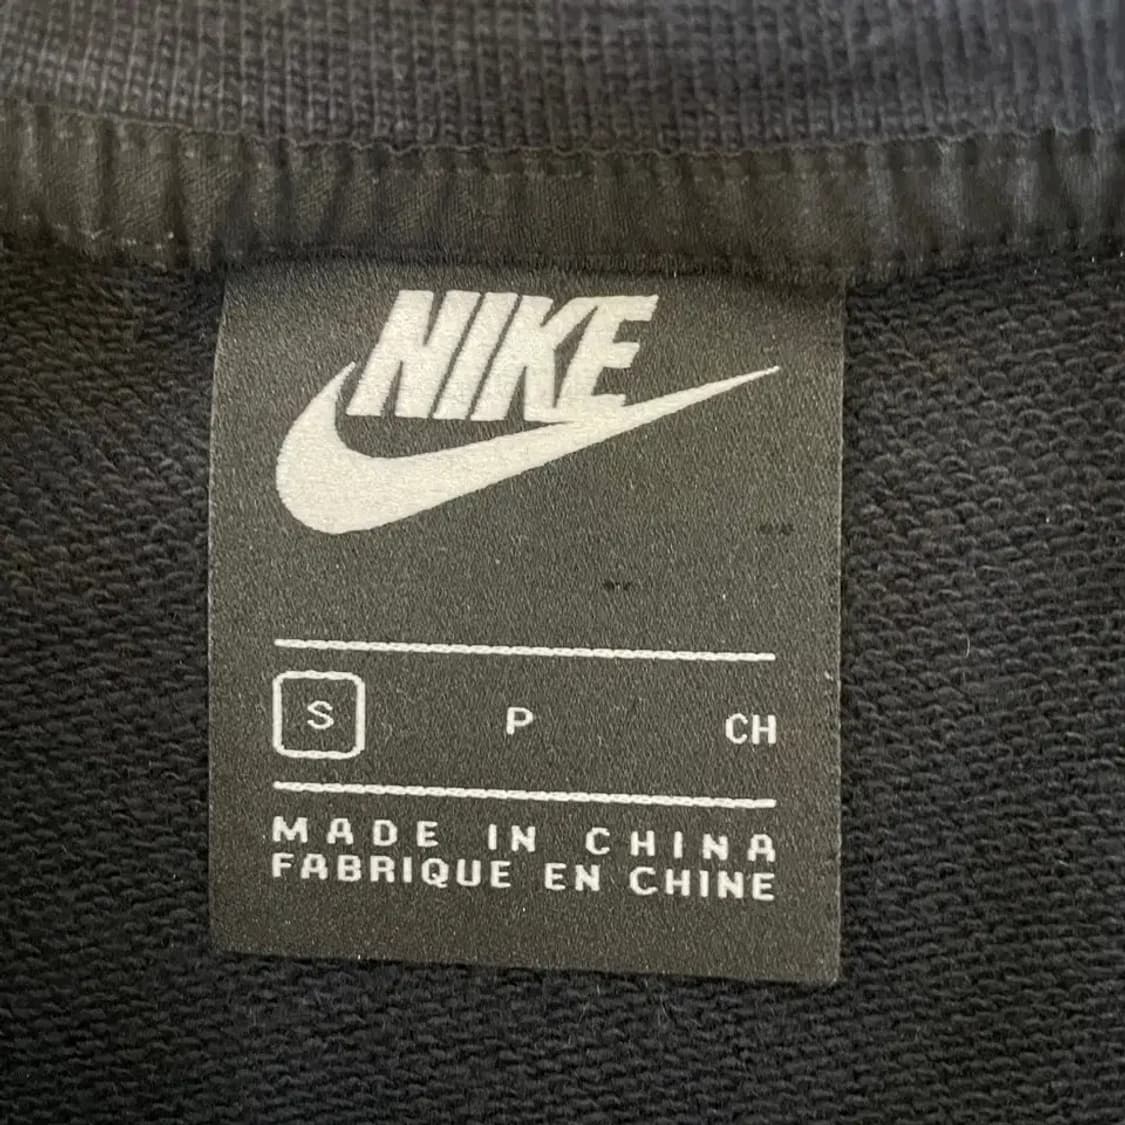 NIKE
S P CH
MADE IN CHINA
FABRIQUE EN CHINE